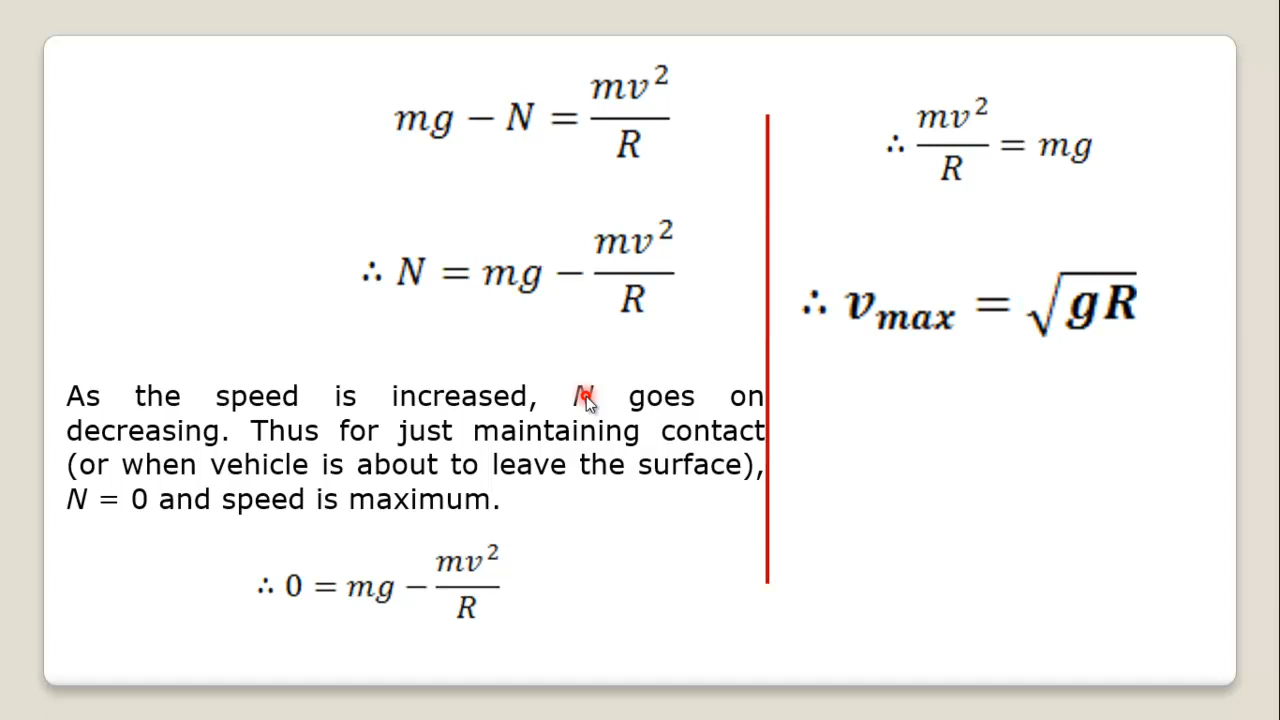 mg − N = mv²/R
∴ N = mg − mv²/R
As the speed is increased, N goes on
decreasing. Thus for just maintaining contact
(or when vehicle is about to leave the surface),
N = 0 and speed is maximum.
∴ 0 = mg − mv²/R
∴ mv²/R = mg
∴ v_max = √gR